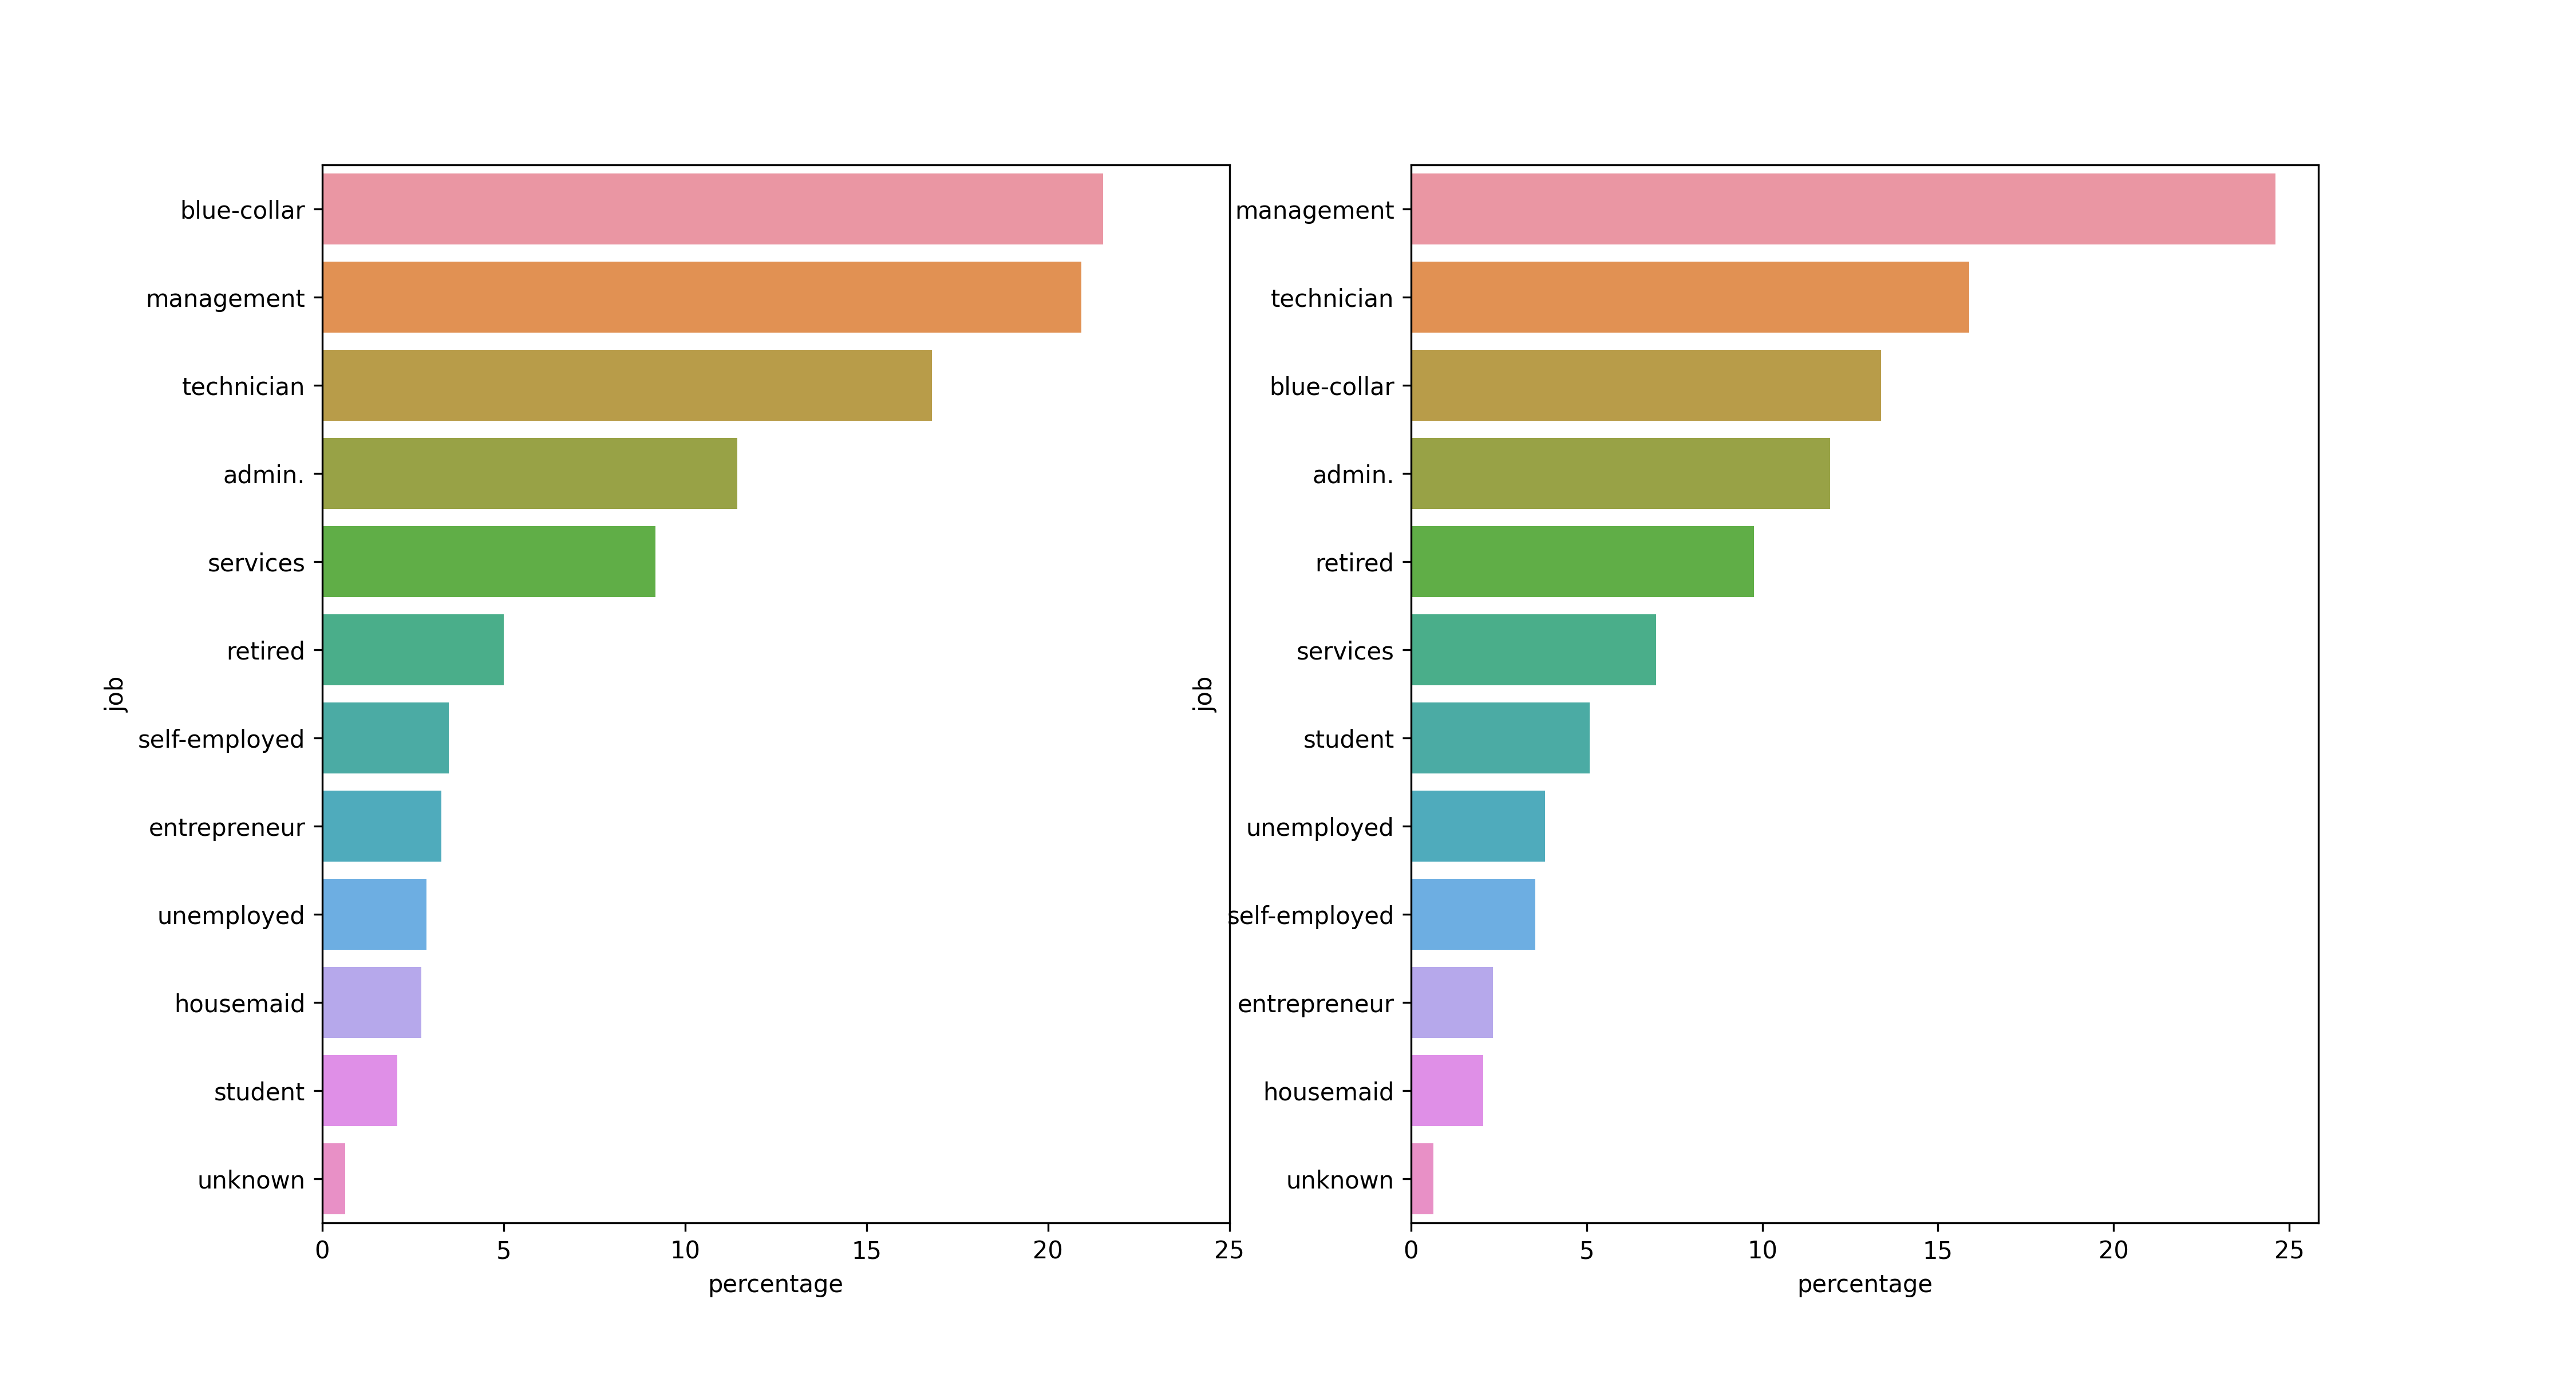 blue-collar
management
technician
admin.
services
retired
self-employed
entrepreneur
unemployed
housemaid
student
unknown
job
0 5 10 15 20 25
percentage
management
technician
blue-collar
admin.
retired
services
student
unemployed
self-employed
entrepreneur
housemaid
unknown
job
0 5 10 15 20 25
percentage